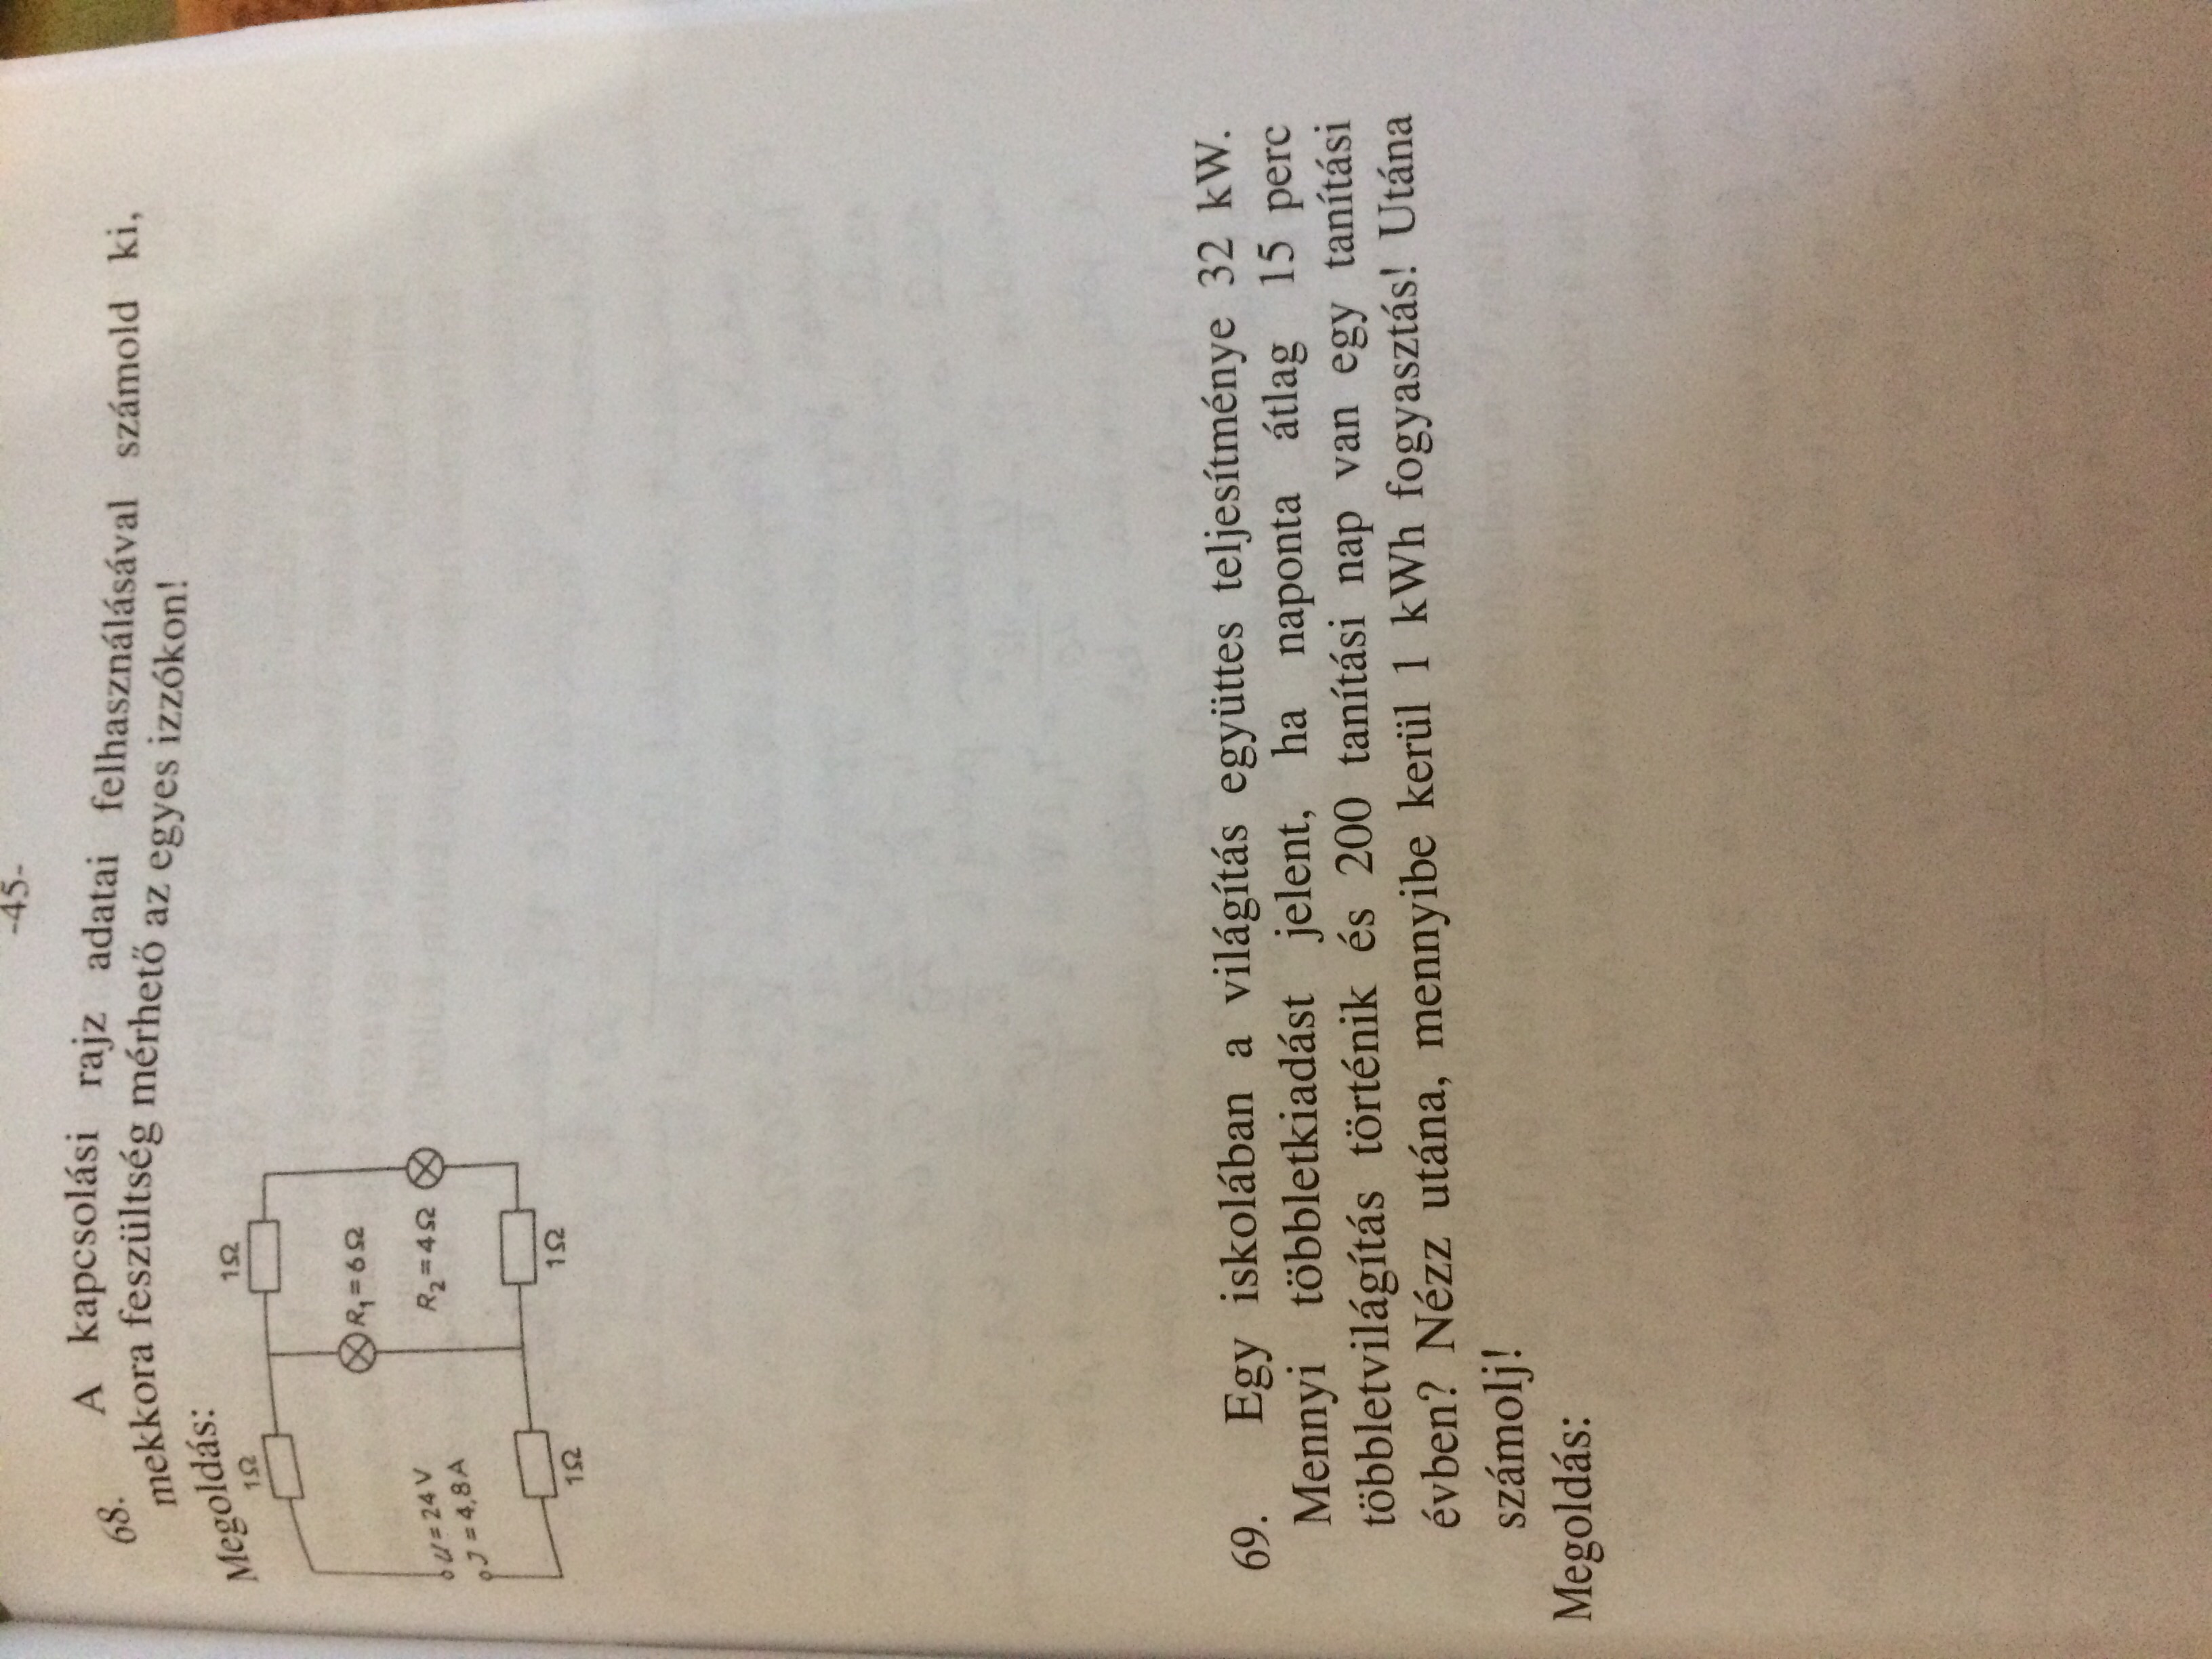 -45-
68. A kapcsolási rajz adatai felhasználásával számold ki,
mekkora feszültség mérhető az egyes izzókon!
Megoldás:
1Ω
1Ω
R₁=6Ω
R₂=4Ω
U=24V
J=4,8A
1Ω
1Ω
69. Egy iskolában a világítás együttes teljesítménye 32 kW.
Mennyi többletkiadást jelent, ha naponta átlag 15 perc
többletvilágítás történik és 200 tanítási nap van egy tanítási
évben? Nézz utána, mennyibe kerül 1 kWh fogyasztás! Utána
számolj!
Megoldás: